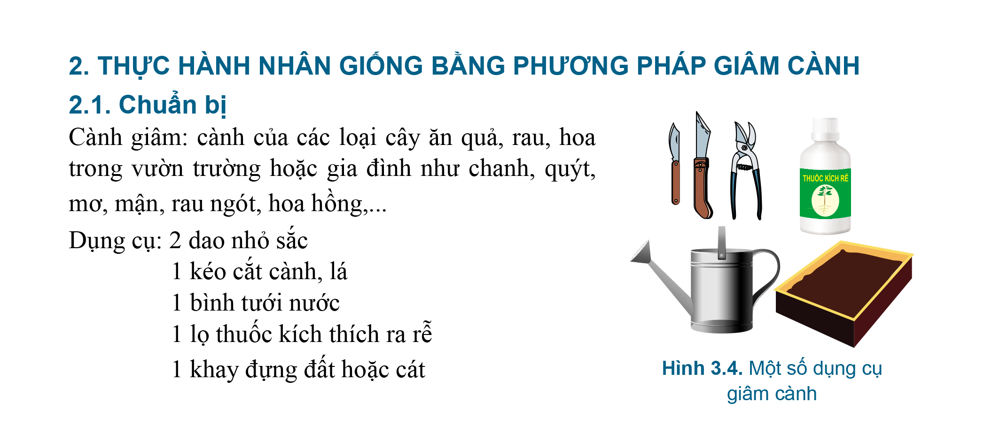 2. THỰC HÀNH NHÂN GIỐNG BẰNG PHƯƠNG PHÁP GIÂM CÀNH
2.1. Chuẩn bị
Cành giâm: cành của các loại cây ăn quả, rau, hoa
trong vườn trường hoặc gia đình như chanh, quýt,
mơ, mận, rau ngót, hoa hồng,...
Dụng cụ: 2 dao nhỏ sắc
1 kéo cắt cành, lá
1 bình tưới nước
1 lọ thuốc kích thích ra rễ
1 khay đựng đất hoặc cát
THUỐC KÍCH RỄ
Hình 3.4. Một số dụng cụ
giâm cành